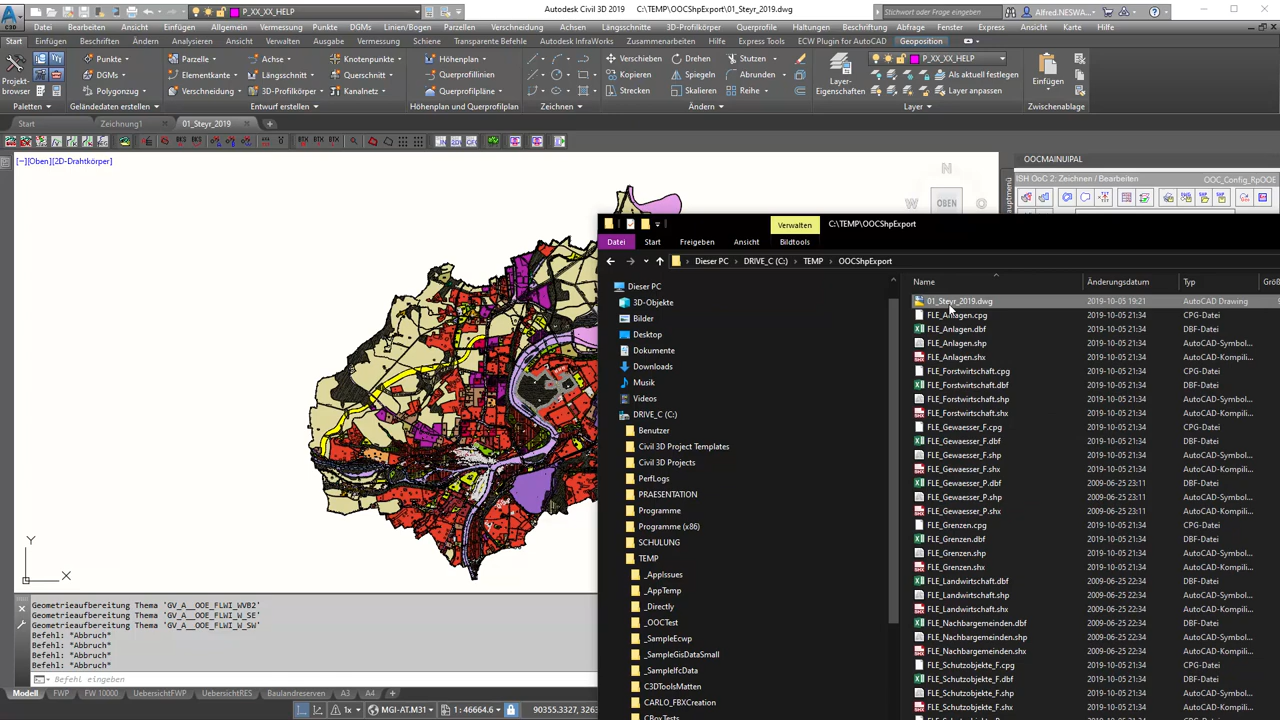 P_XX_XX_HELP
Autodesk Civil 3D 2019 C:\TEMP\OOCShpExport\01_Steyr_2019.dwg
Stichwort oder Frage eingeben
Alfred.NESWA...
Datei Bearbeiten Ansicht Einfügen Allgemein Vermessung Gelände DGMs Linien/Bogen Parzellen Transparente Befehle Achsen Längsschnitte 3D-Profilkörper Querprofile Haltungen Beschriftung Abfrage Fenster Express Achse Karte Hilfe
Start Einfügen Beschriften Ändern Analysieren Ansicht Verwalten Ausgabe Vermessung Schiene Transparente Befehle Autodesk InfraWorks Zusammenarbeiten Hilfe Express Tools ECW Plugin for AutoCAD Geoposition
Projekt-
browser
Punkte
DGMs
Polygonzug
Parzelle
Elementkante
Verschneidung
Achse
Längsschnitt
3D-Profilkörper
Knotenpunkte
Querschnitt
Kanalnetz
Höhenplan
Querprofillinien
Querprofilpläne
Verschieben Drehen Stutzen
Kopieren Spiegeln Abrunden
Strecken Skalieren Reihe
Layer-
Eigenschaften
P_XX_XX_HELP
Als aktuell festlegen
Layer anpassen
Einfügen
Paletten Geländedaten erstellen Entwurf erstellen Höhenplan und Querprofilplan Zeichnen Ändern Layer Zwischenablage
Start Zeichnung1 01_Steyr_2019
[−][Oben][2D-Drahtkörper]
N
W OBEN O
OOCMAINUIPAL
Hauptmenü
OOC_Config_RpOOE
Verwalten C:\TEMP\OOCShpExport
Datei Start Freigeben Ansicht Bildtools
Dieser PC DRIVE_C (C:) TEMP OOCShpExport
Dieser PC
3D-Objekte
Bilder
Desktop
Dokumente
Downloads
Musik
Videos
DRIVE_C (C:)
Benutzer
Civil 3D Project Templates
Civil 3D Projects
PerfLogs
PRAESENTATION
Programme
Programme (x86)
SCHULUNG
TEMP
_AppIssues
_AppTemp
_Directly
_OOCTest
_SampleEcwp
_SampleGisDataSmall
_SampleIfcData
C3DToolsMatten
CARLO_FBXCreation
CBoxTests
Name Änderungsdatum Typ Größ
01_Steyr_2019.dwg 2019-10-05 19:21 AutoCAD Drawing
FLE_Anlagen.cpg 2019-10-05 21:34 CPG-Datei
FLE_Anlagen.dbf 2019-10-05 21:34 DBF-Datei
FLE_Anlagen.shp 2019-10-05 21:34 AutoCAD-Symbol...
FLE_Anlagen.shx 2019-10-05 21:34 AutoCAD-Kompili...
FLE_Forstwirtschaft.cpg 2019-10-05 21:34 CPG-Datei
FLE_Forstwirtschaft.dbf 2019-10-05 21:34 DBF-Datei
FLE_Forstwirtschaft.shp 2019-10-05 21:34 AutoCAD-Symbol...
FLE_Forstwirtschaft.shx 2019-10-05 21:34 AutoCAD-Kompili...
FLE_Gewaesser_F.cpg 2019-10-05 21:34 CPG-Datei
FLE_Gewaesser_F.dbf 2019-10-05 21:34 DBF-Datei
FLE_Gewaesser_F.shp 2019-10-05 21:34 AutoCAD-Symbol...
FLE_Gewaesser_F.shx 2019-10-05 21:34 AutoCAD-Kompili...
FLE_Gewaesser_P.dbf 2009-06-25 23:11 DBF-Datei
FLE_Gewaesser_P.shp 2009-06-25 23:11 AutoCAD-Symbol...
FLE_Gewaesser_P.shx 2009-06-25 23:11 AutoCAD-Kompili...
FLE_Grenzen.cpg 2019-10-05 21:34 CPG-Datei
FLE_Grenzen.dbf 2019-10-05 21:34 DBF-Datei
FLE_Grenzen.shp 2019-10-05 21:34 AutoCAD-Symbol...
FLE_Grenzen.shx 2019-10-05 21:34 AutoCAD-Kompili...
FLE_Landwirtschaft.dbf 2009-06-25 22:34 DBF-Datei
FLE_Landwirtschaft.shp 2009-06-25 22:34 AutoCAD-Symbol...
FLE_Landwirtschaft.shx 2009-06-25 22:34 AutoCAD-Kompili...
FLE_Nachbargemeinden.dbf 2009-06-25 22:34 DBF-Datei
FLE_Nachbargemeinden.shp 2009-06-25 22:34 AutoCAD-Symbol...
FLE_Nachbargemeinden.shx 2009-06-25 22:34 AutoCAD-Kompili...
FLE_Schutzobjekte_F.cpg 2019-10-05 21:34 CPG-Datei
FLE_Schutzobjekte_F.dbf 2019-10-05 21:34 DBF-Datei
FLE_Schutzobjekte_F.shp 2019-10-05 21:34 AutoCAD-Symbol...
FLE_Schutzobjekte_F.shx 2019-10-05 21:34 AutoCAD-Kompili...
Y
X
Geometrieaufbereitung Thema 'GV_A__OOE_FLWI_WVB2'
Geometrieaufbereitung Thema 'GV_A__OOE_FLWI_W_SE'
Geometrieaufbereitung Thema 'GV_A__OOE_FLWI_W_SW'
Befehl: *Abbruch*
Befehl: *Abbruch*
Befehl: *Abbruch*
Befehl eingeben
Modell FWP FW 10000 UebersichtFWP UebersichtRES Baulandreserven A3 A4 +
1x MGI-AT.M31 1 : 46664.6 90355.3327, 3263